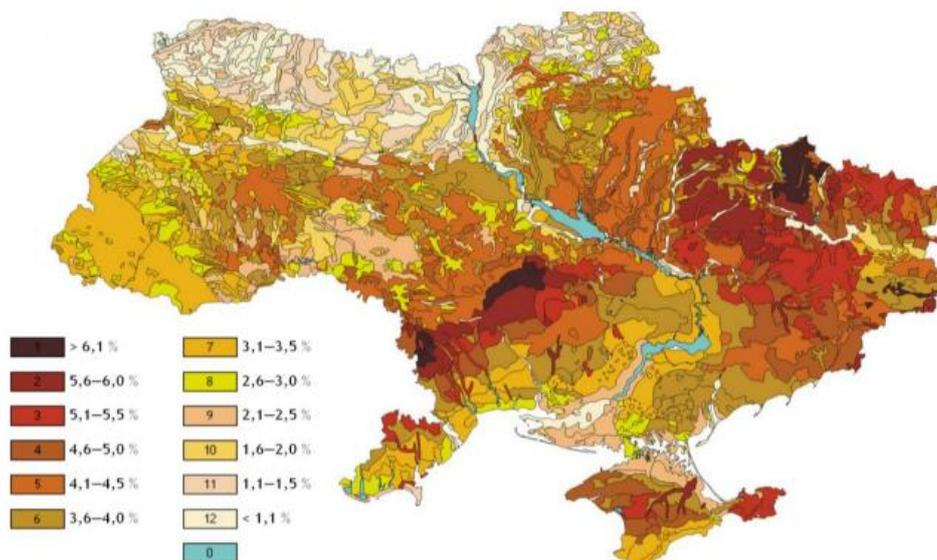 1 > 6,1 %
2 5,6–6,0 %
3 5,1–5,5 %
4 4,6–5,0 %
5 4,1–4,5 %
6 3,6–4,0 %
7 3,1–3,5 %
8 2,6–3,0 %
9 2,1–2,5 %
10 1,6–2,0 %
11 1,1–1,5 %
12 < 1,1 %
0